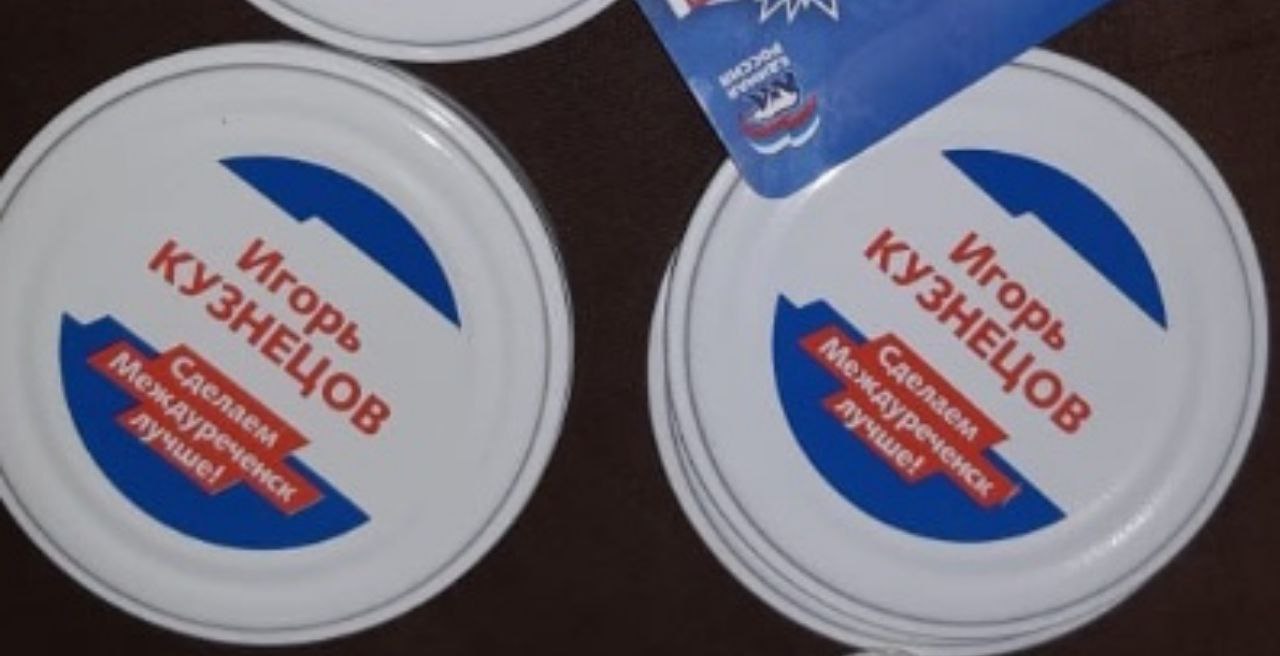 ЕДИНАЯ
РОССИЯ
Игорь
КУЗНЕЦОВ
Сделаем
Междуреченск
лучше!
Игорь
КУЗНЕЦОВ
Сделаем
Междуреченск
лучше!